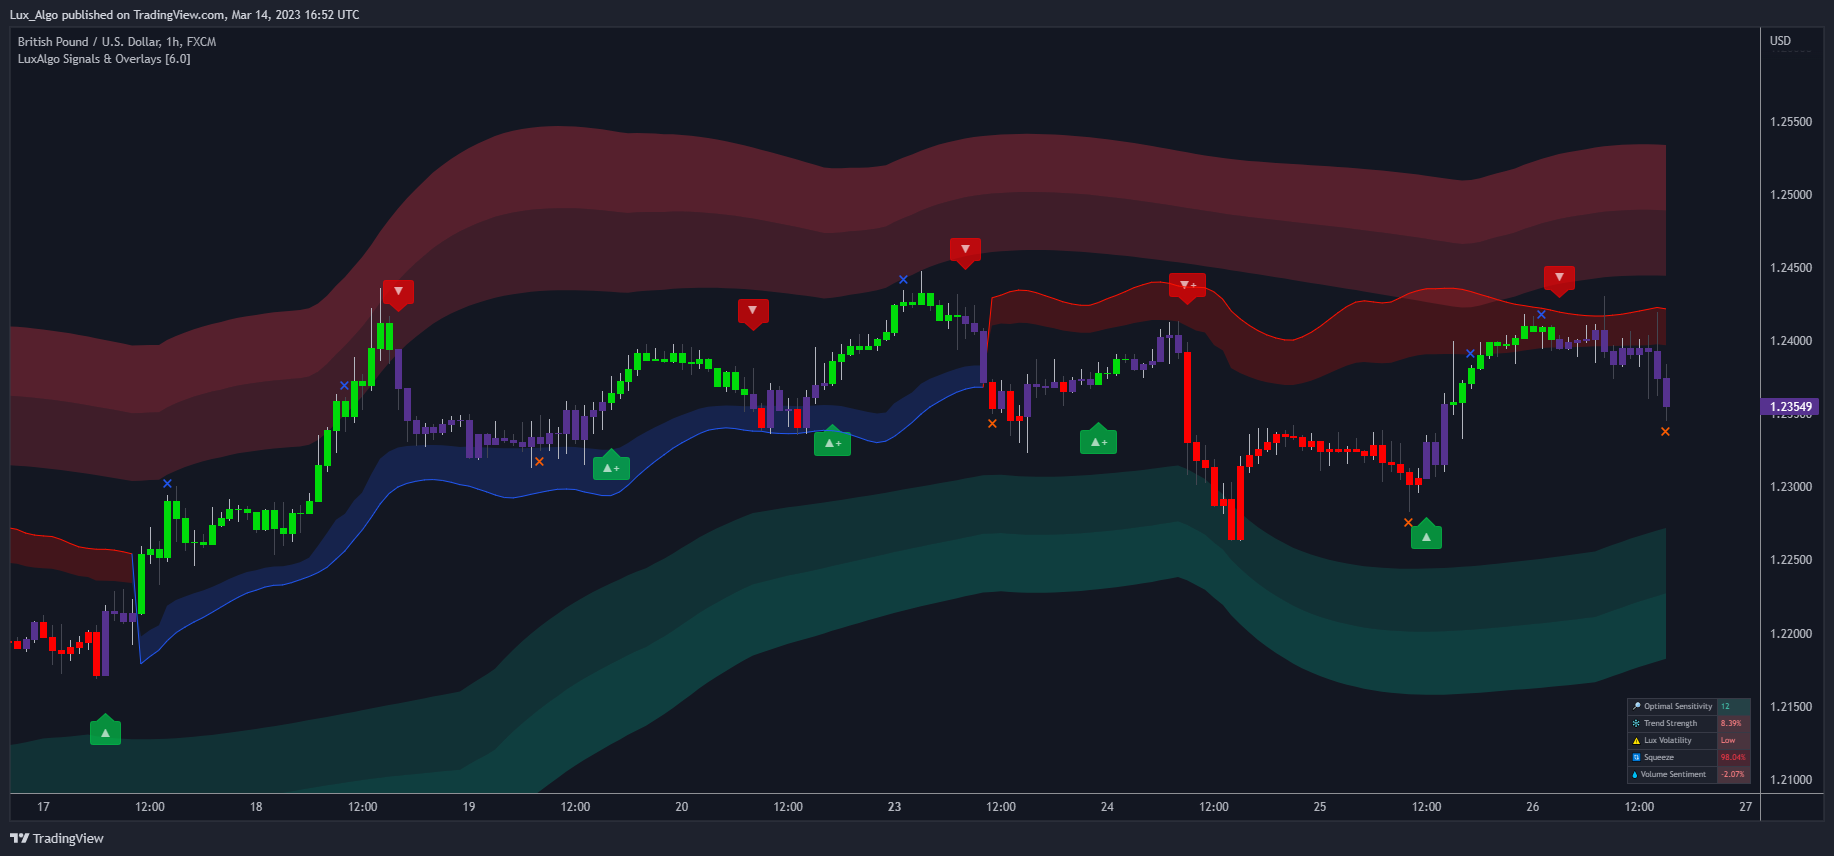 Lux_Algo published on TradingView.com, Mar 14, 2023 16:52 UTC
British Pound / U.S. Dollar, 1h, FXCM
LuxAlgo Signals & Overlays [6.0]
USD
1.25500
1.25000
1.24500
1.24000
1.23549
1.23000
1.22500
1.22000
1.21500
1.21000
Optimal Sensitivity 12
Trend Strength 8.39%
Lux Volatility Low
Squeeze 98.04%
Volume Sentiment -2.07%
17 12:00 18 12:00 19 12:00 20 12:00 23 12:00 24 12:00 25 12:00 26 12:00 27
TradingView